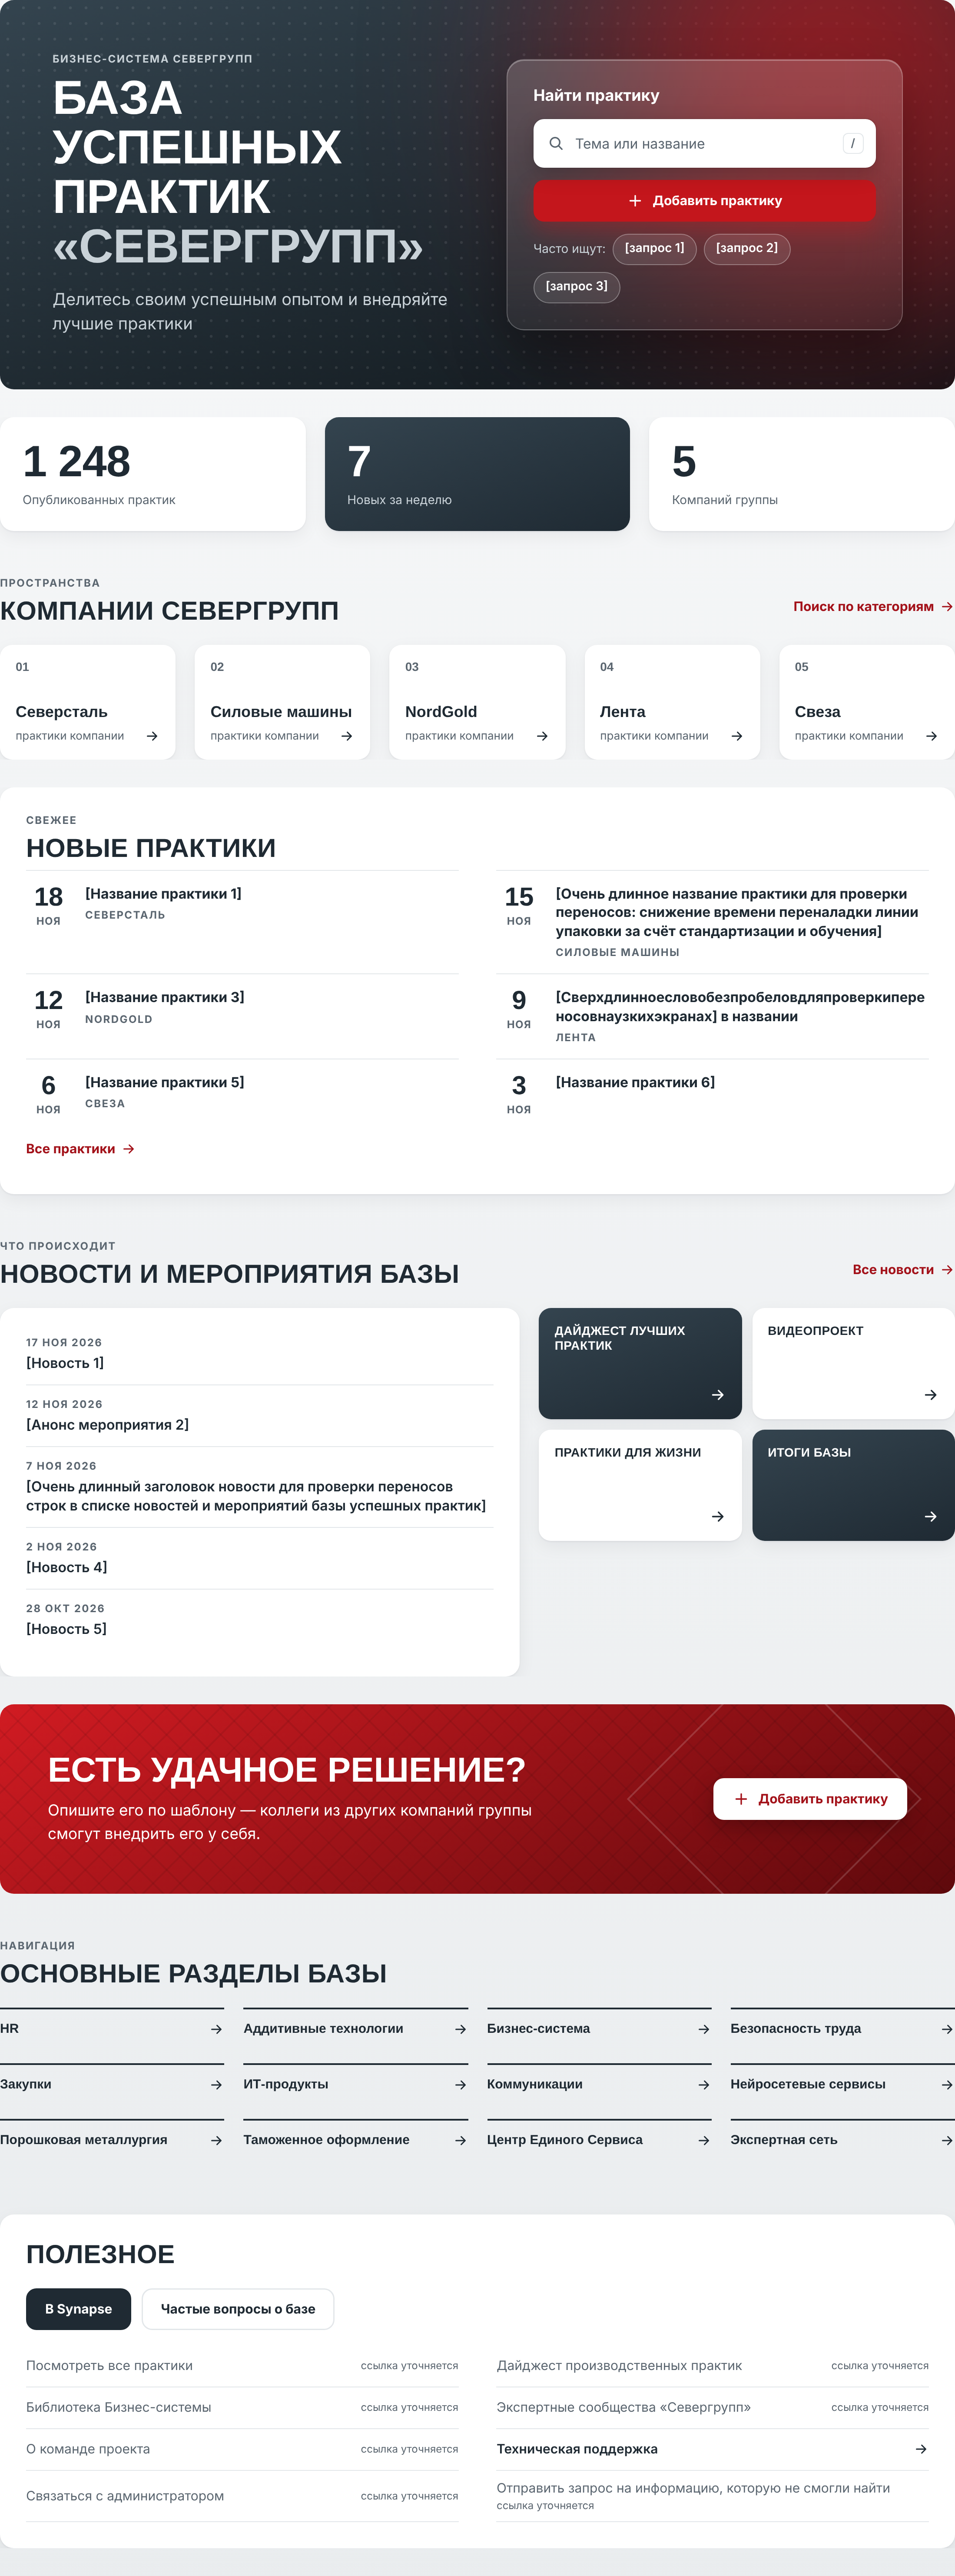 БИЗНЕС-СИСТЕМА СЕВЕРГРУПП
БАЗА
УСПЕШНЫХ
ПРАКТИК
«СЕВЕРГРУПП»
Делитесь своим успешным опытом и внедряйте
лучшие практики
Найти практику
Тема или название
/
+ Добавить практику
Часто ищут: [запрос 1] [запрос 2]
[запрос 3]
1 248
Опубликованных практик
7
Новых за неделю
5
Компаний группы
ПРОСТРАНСТВА
КОМПАНИИ СЕВЕРГРУПП
Поиск по категориям →
01
Северсталь
практики компании →
02
Силовые машины
практики компании →
03
NordGold
практики компании →
04
Лента
практики компании →
05
Свеза
практики компании →
СВЕЖЕЕ
НОВЫЕ ПРАКТИКИ
18 НОЯ
[Название практики 1]
СЕВЕРСТАЛЬ
15 НОЯ
[Очень длинное название практики для проверки
переносов: снижение времени переналадки линии
упаковки за счёт стандартизации и обучения]
СИЛОВЫЕ МАШИНЫ
12 НОЯ
[Название практики 3]
NORDGOLD
9 НОЯ
[Сверхдлинноесловобезпробеловдляпроверкипере
носовнаузкихэкранах] в названии
ЛЕНТА
6 НОЯ
[Название практики 5]
СВЕЗА
3 НОЯ
[Название практики 6]
Все практики →
ЧТО ПРОИСХОДИТ
НОВОСТИ И МЕРОПРИЯТИЯ БАЗЫ
Все новости →
17 НОЯ 2026
[Новость 1]
12 НОЯ 2026
[Анонс мероприятия 2]
7 НОЯ 2026
[Очень длинный заголовок новости для проверки переносов
строк в списке новостей и мероприятий базы успешных практик]
2 НОЯ 2026
[Новость 4]
28 ОКТ 2026
[Новость 5]
ДАЙДЖЕСТ ЛУЧШИХ
ПРАКТИК
→
ВИДЕОПРОЕКТ
→
ПРАКТИКИ ДЛЯ ЖИЗНИ
→
ИТОГИ БАЗЫ
→
ЕСТЬ УДАЧНОЕ РЕШЕНИЕ?
Опишите его по шаблону — коллеги из других компаний группы
смогут внедрить его у себя.
+ Добавить практику
НАВИГАЦИЯ
ОСНОВНЫЕ РАЗДЕЛЫ БАЗЫ
HR →
Аддитивные технологии →
Бизнес-система →
Безопасность труда →
Закупки →
ИТ-продукты →
Коммуникации →
Нейросетевые сервисы →
Порошковая металлургия →
Таможенное оформление →
Центр Единого Сервиса →
Экспертная сеть →
ПОЛЕЗНОЕ
В Synapse
Частые вопросы о базе
Посмотреть все практики ссылка уточняется
Дайджест производственных практик ссылка уточняется
Библиотека Бизнес-системы ссылка уточняется
Экспертные сообщества «Севергрупп» ссылка уточняется
О команде проекта ссылка уточняется
Техническая поддержка →
Связаться с администратором ссылка уточняется
Отправить запрос на информацию, которую не смогли найти
ссылка уточняется